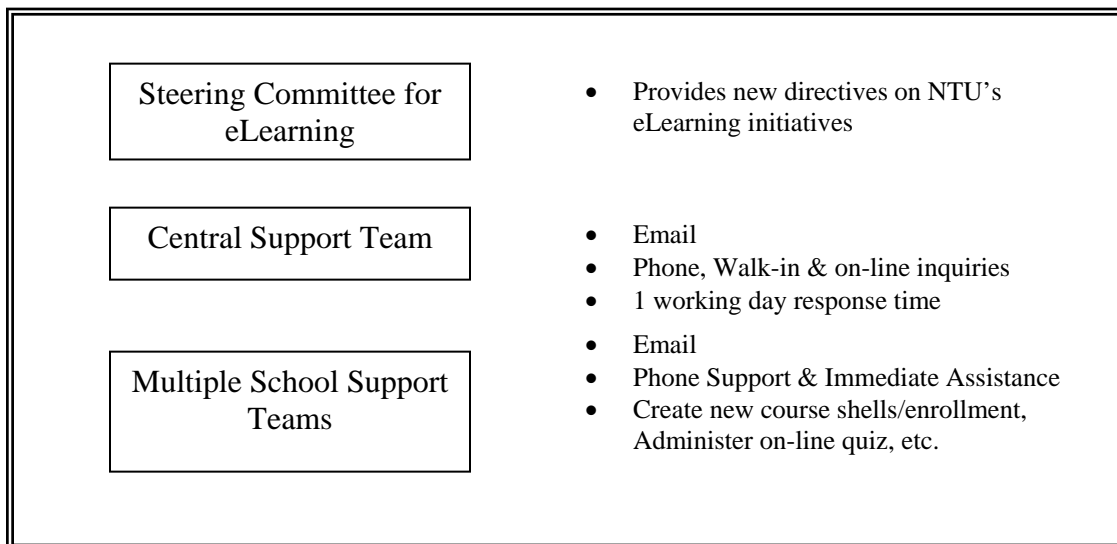 Steering Committee for
eLearning
• Provides new directives on NTU's
eLearning initiatives
Central Support Team
• Email
• Phone, Walk-in & on-line inquiries
• 1 working day response time
Multiple School Support
Teams
• Email
• Phone Support & Immediate Assistance
• Create new course shells/enrollment,
Administer on-line quiz, etc.